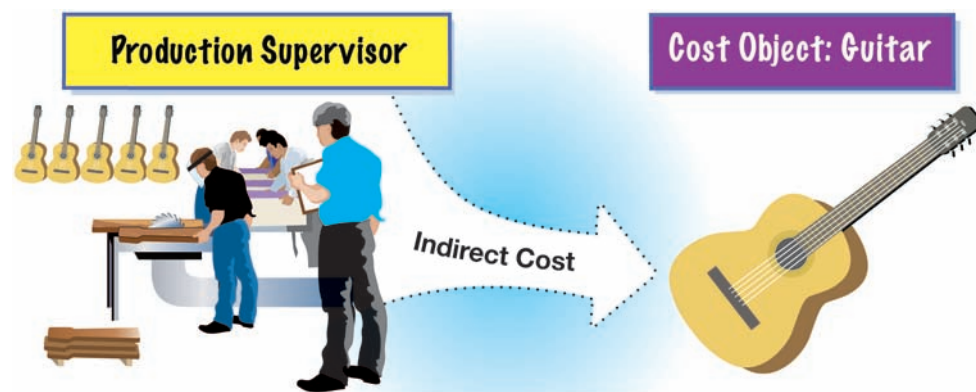 Production Supervisor
Cost Object: Guitar
Indirect Cost